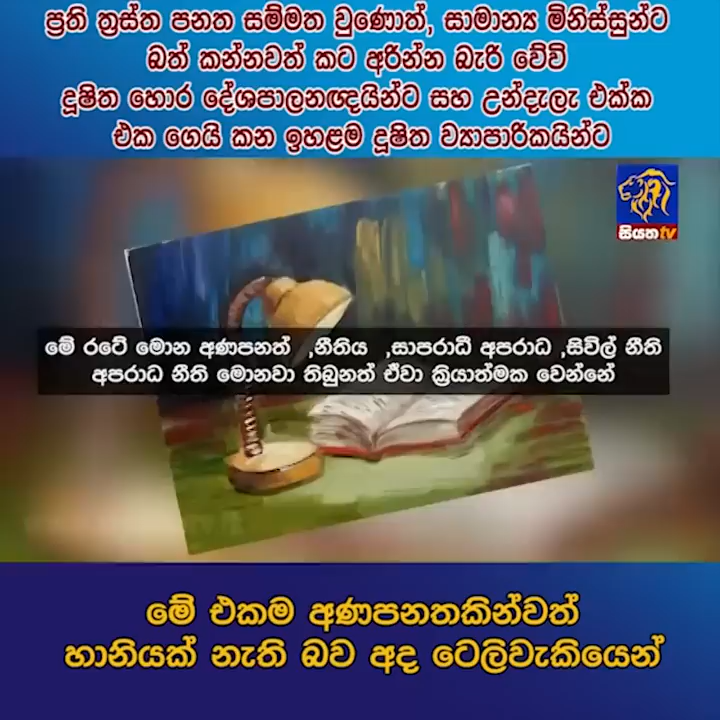 ප්‍රති ත්‍රස්ත පනත සම්මත වුණොත්, සාමාන්‍ය මිනිස්සුන්ට
බත් කන්නවත් කට අරින්න බැරි වේවි
දූෂිත හොර දේශපාලනඥයින්ට සහ උන්දැලැ එක්ක
එක ගෙයි කන ඉහළම දූෂිත ව්‍යාපාරිකයින්ට
සියත tv
මේ රටේ මොන අණපනත් ,නීතිය ,සාපරාධී අපරාධ ,සිවිල් නීති
අපරාධ නීති මොනවා තිබුනත් ඒවා ක්‍රියාත්මක වෙන්නේ
මේ එකම අණපනතකින්වත්
හානියක් නැති බව අද ටෙලිවැකියෙන්